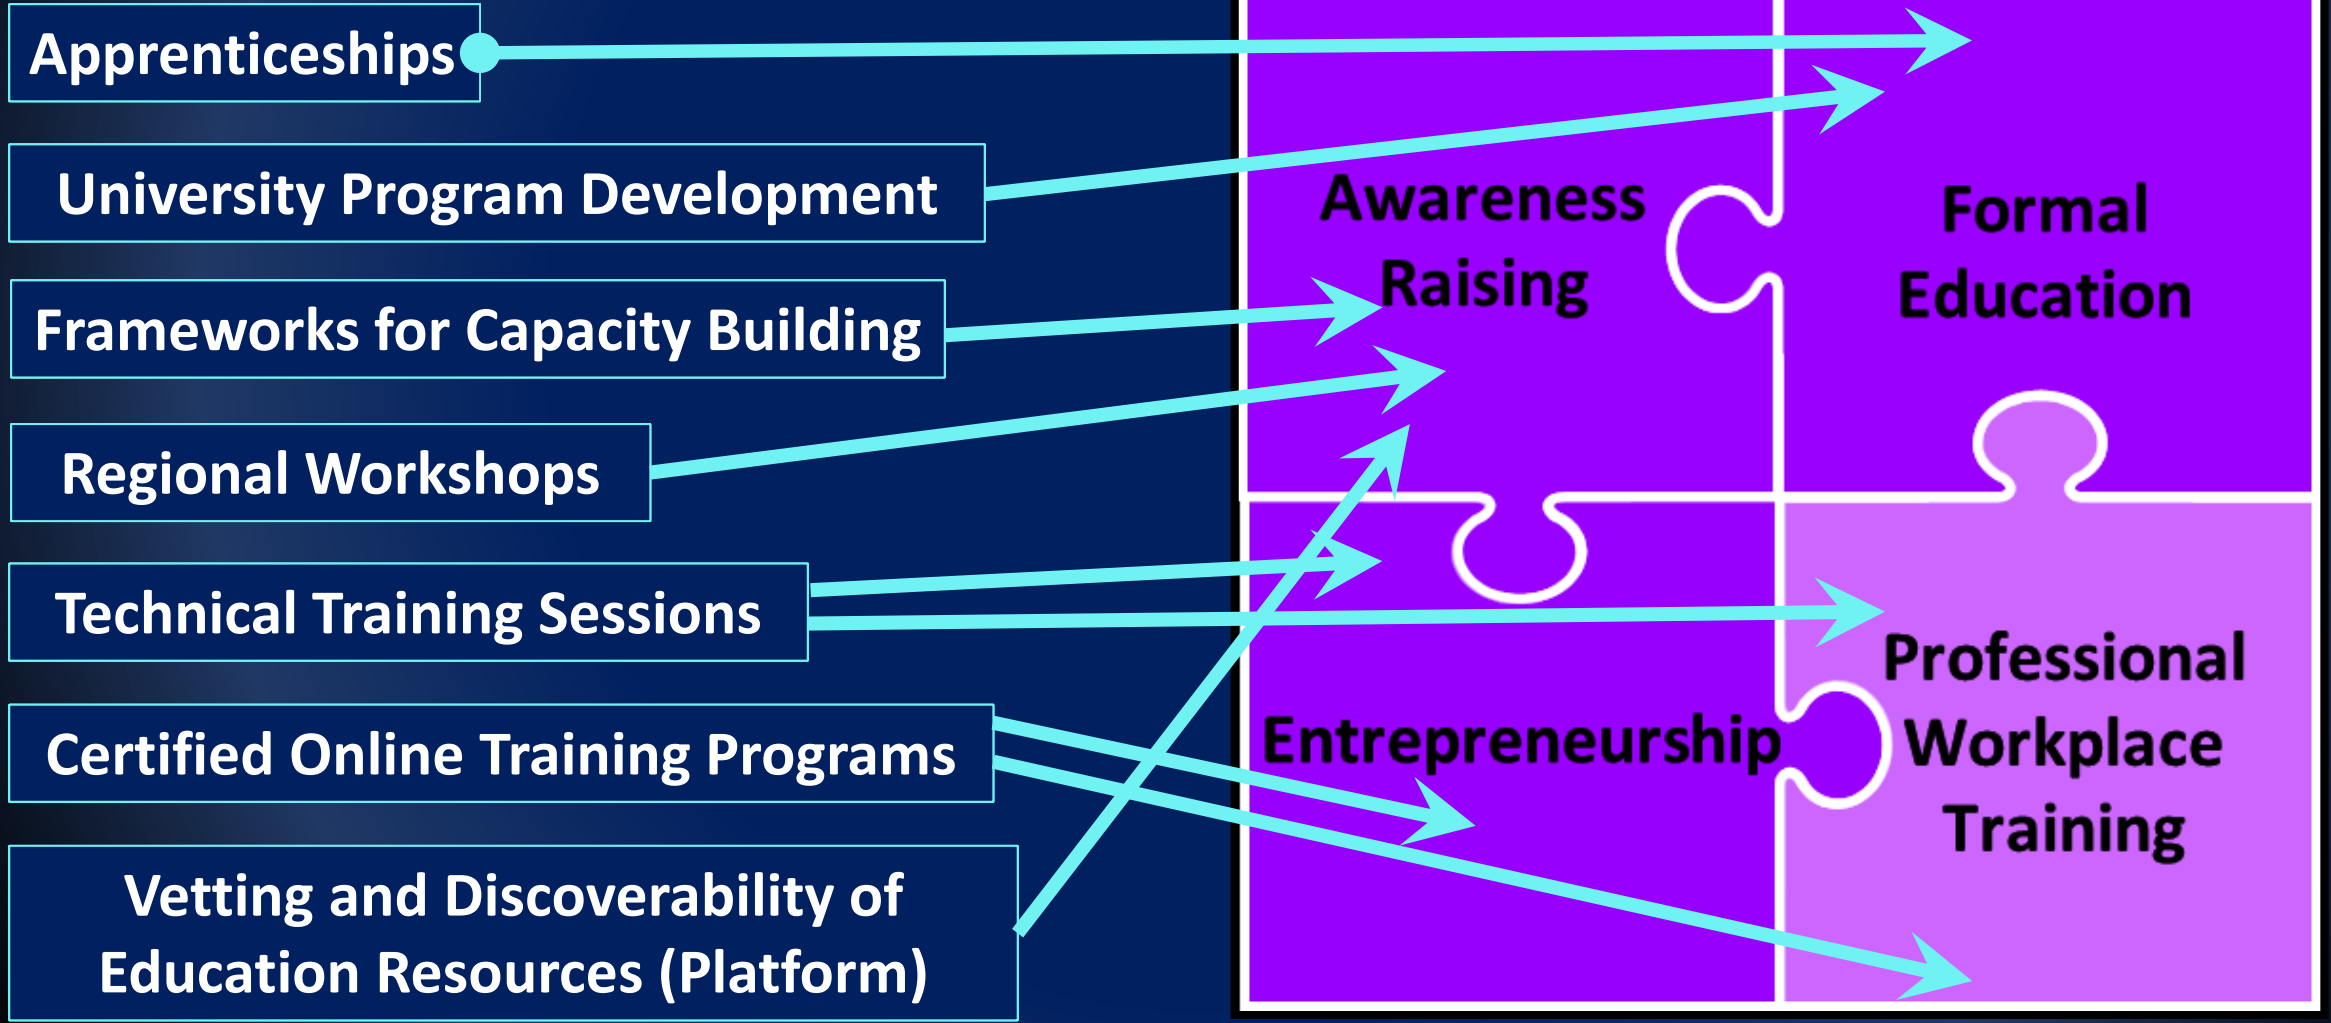 Apprenticeships
University Program Development
Frameworks for Capacity Building
Regional Workshops
Technical Training Sessions
Certified Online Training Programs
Vetting and Discoverability of
Education Resources (Platform)
Awareness
Raising
Formal
Education
Entrepreneurship
Professional
Workplace
Training